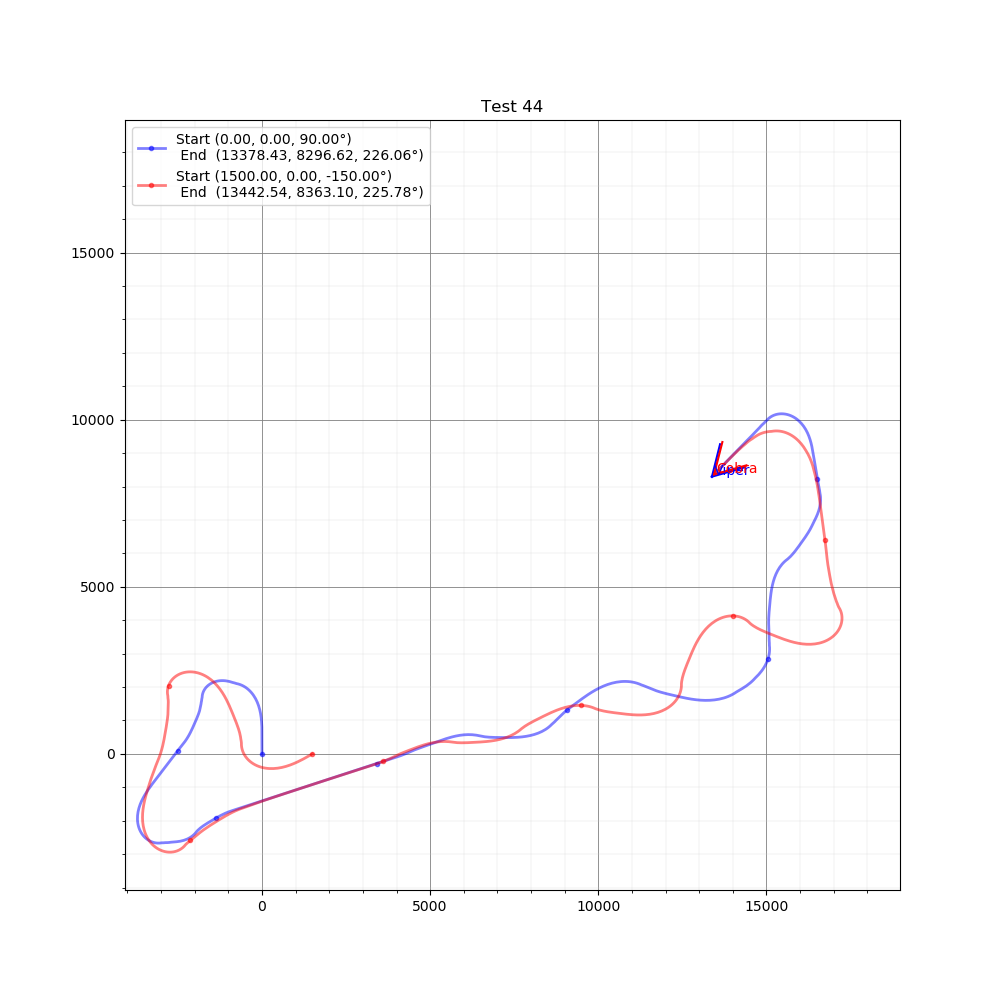 Test 44
Start (0.00, 0.00, 90.00°)
End (13378.43, 8296.62, 226.06°)
Start (1500.00, 0.00, -150.00°)
End (13442.54, 8363.10, 225.78°)
15000
10000
5000
0
0
5000
10000
15000